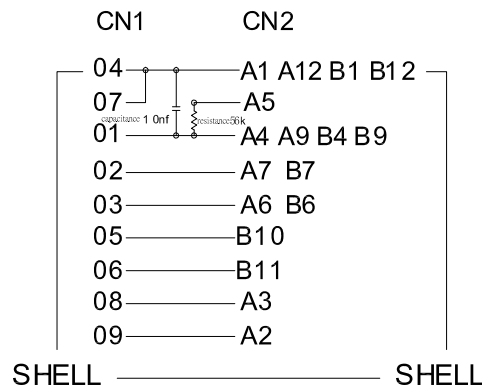 CN1 CN2
04 A1 A12 B1 B12
07 A5
capacitance 1 0nf resistance56k
01 A4 A9 B4 B9
02 A7 B7
03 A6 B6
05 B10
06 B11
08 A3
09 A2
SHELL SHELL